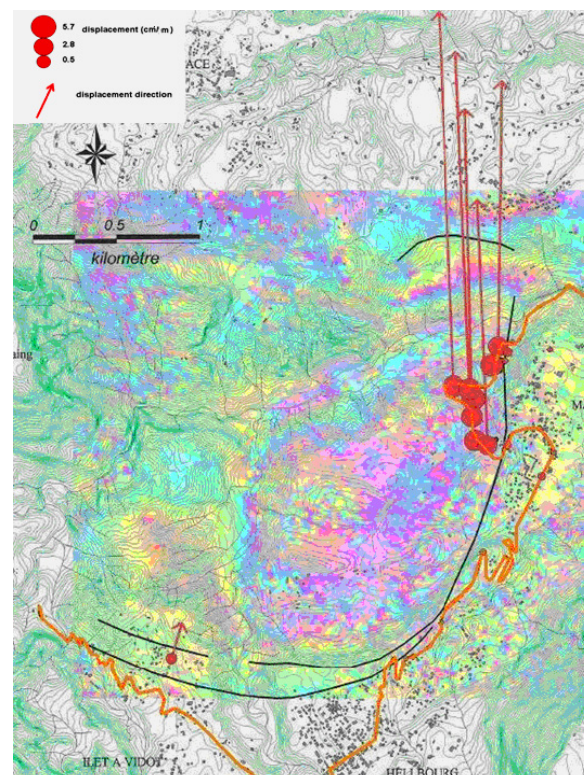 5.7 displacement (cm/m)
2.8
0.5
displacement direction
ACE
0 0.5 1
kilomètre
ILET A VIDOT
HELLBOURG